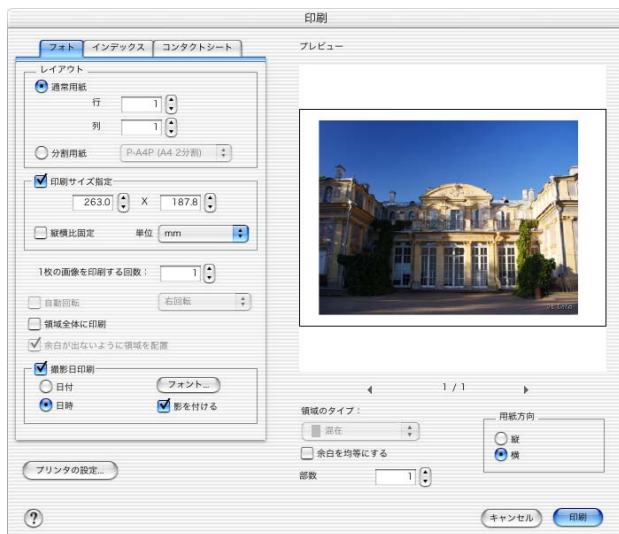 印刷
フォト インデックス コンタクトシート
レイアウト
通常用紙
行 1
列 1
分割用紙 P-A4P (A4 2分割)
印刷サイズ指定
263.0 X 187.8
縦横比固定 単位 mm
1枚の画像を印刷する回数： 1
自動回転 右回転
領域全体に印刷
余白が出ないように領域を配置
撮影日印刷
日付 フォント...
日時 影を付ける
プリンタの設定...
プレビュー
1 / 1
領域のタイプ：
混在
余白を均等にする
部数 1
用紙方向
縦
横
?
キャンセル 印刷